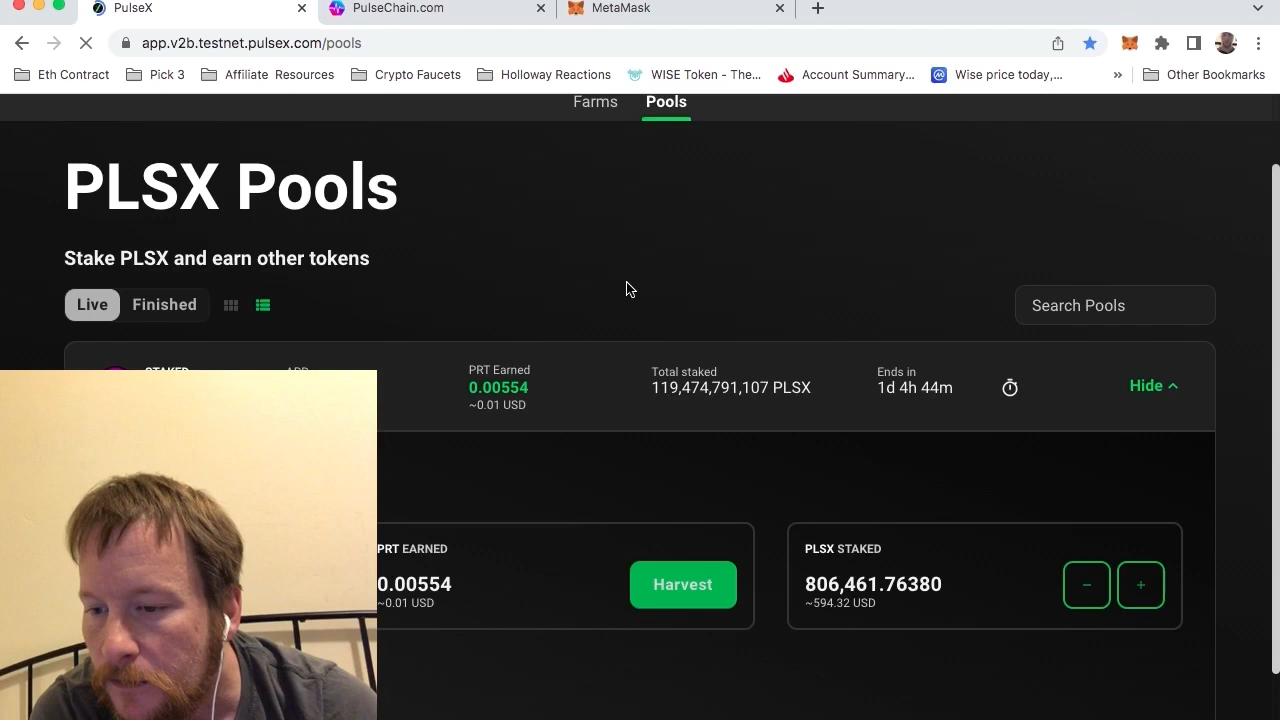 PulseX
PulseChain.com
MetaMask
app.v2b.testnet.pulsex.com/pools
Eth Contract
Pick 3
Affiliate Resources
Crypto Faucets
Holloway Reactions
WISE Token - The...
Account Summary...
Wise price today,...
»
Other Bookmarks
Farms
Pools
PLSX Pools
Stake PLSX and earn other tokens
Live
Finished
Search Pools
STAKED
APR
PRT Earned
0.00554
~0.01 USD
Total staked
119,474,791,107 PLSX
Ends in
1d 4h 44m
Hide
PRT EARNED
0.00554
~0.01 USD
Harvest
PLSX STAKED
806,461.76380
~594.32 USD